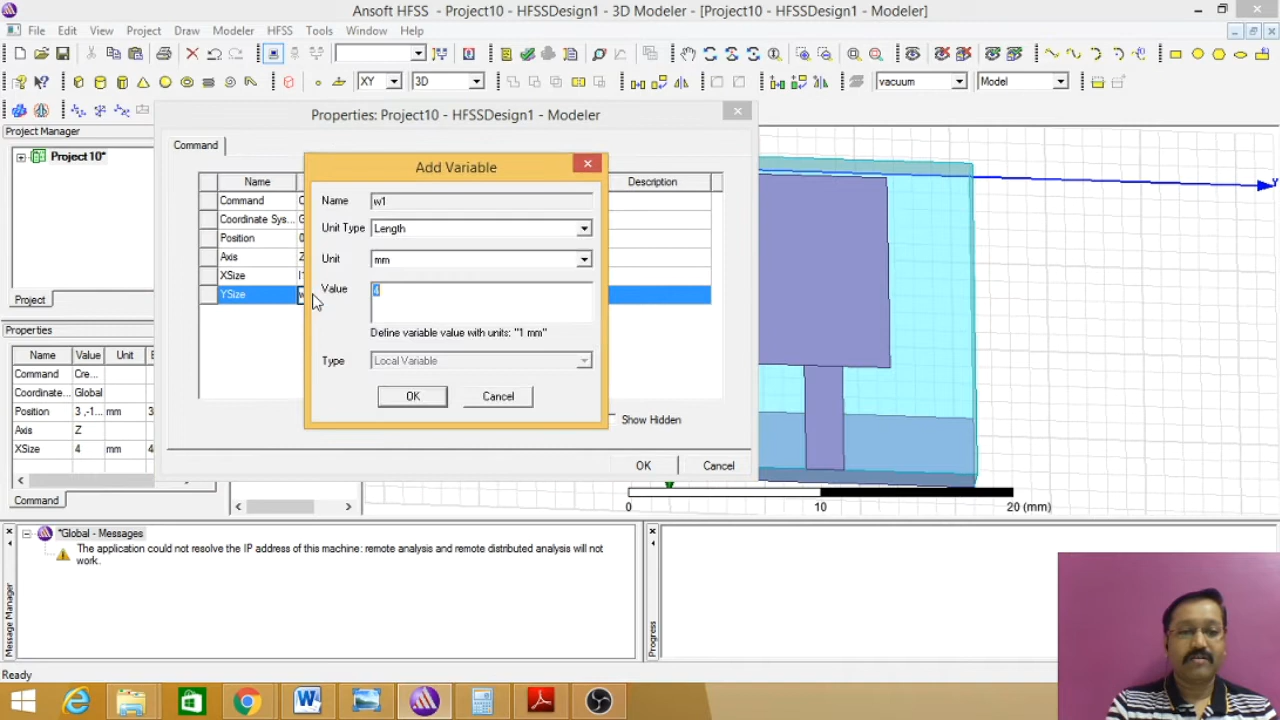 Ansoft HFSS - Project10 - HFSSDesign1 - 3D Modeler - [Project10 - HFSSDesign1 - Modeler]
File Edit View Project Draw Modeler HFSS Tools Window Help
XY 3D vacuum Model
Project Manager
Project10*
Project
Properties: Project10 - HFSSDesign1 - Modeler
Command
Name Description
Command
Coordinate Sys...
Position
Axis
XSize
YSize
Show Hidden
OK Cancel
Add Variable
Name w1
Unit Type Length
Unit mm
Value 4
Define variable value with units: "1 mm"
Type Local Variable
OK Cancel
Properties
Name Value Unit
Command Cre...
Coordinate... Global
Position 3 ,-1... mm
Axis Z
XSize 4 mm
Command
Y
0 10 20 (mm)
*Global - Messages
The application could not resolve the IP address of this machine: remote analysis and remote distributed analysis will not
work.
Message Manager
Progress
Ready